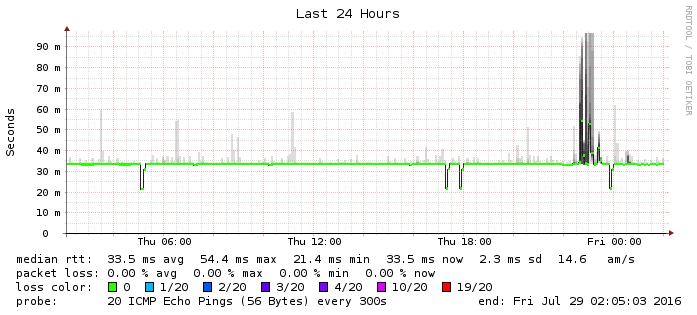 Last 24 Hours
RRDTOOL / TOBI OETIKER
Seconds
90 m
80 m
70 m
60 m
50 m
40 m
30 m
20 m
10 m
0
Thu 06:00 Thu 12:00 Thu 18:00 Fri 00:00
median rtt: 33.5 ms avg 54.4 ms max 21.4 ms min 33.5 ms now 2.3 ms sd 14.6 am/s
packet loss: 0.00 % avg 0.00 % max 0.00 % min 0.00 % now
loss color: 0 1/20 2/20 3/20 4/20 10/20 19/20
probe: 20 ICMP Echo Pings (56 Bytes) every 300s end: Fri Jul 29 02:05:03 2016